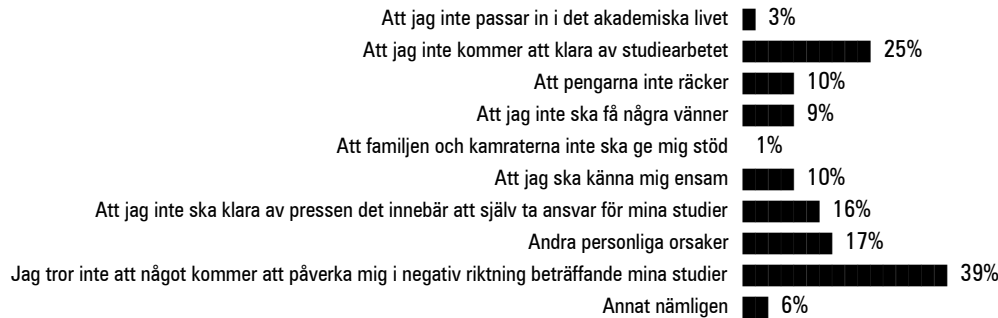 Att jag inte passar in i det akademiska livet 3%
Att jag inte kommer att klara av studiearbetet 25%
Att pengarna inte räcker 10%
Att jag inte ska få några vänner 9%
Att familjen och kamraterna inte ska ge mig stöd 1%
Att jag ska känna mig ensam 10%
Att jag inte ska klara av pressen det innebär att själv ta ansvar för mina studier 16%
Andra personliga orsaker 17%
Jag tror inte att något kommer att påverka mig i negativ riktning beträffande mina studier 39%
Annat nämligen 6%